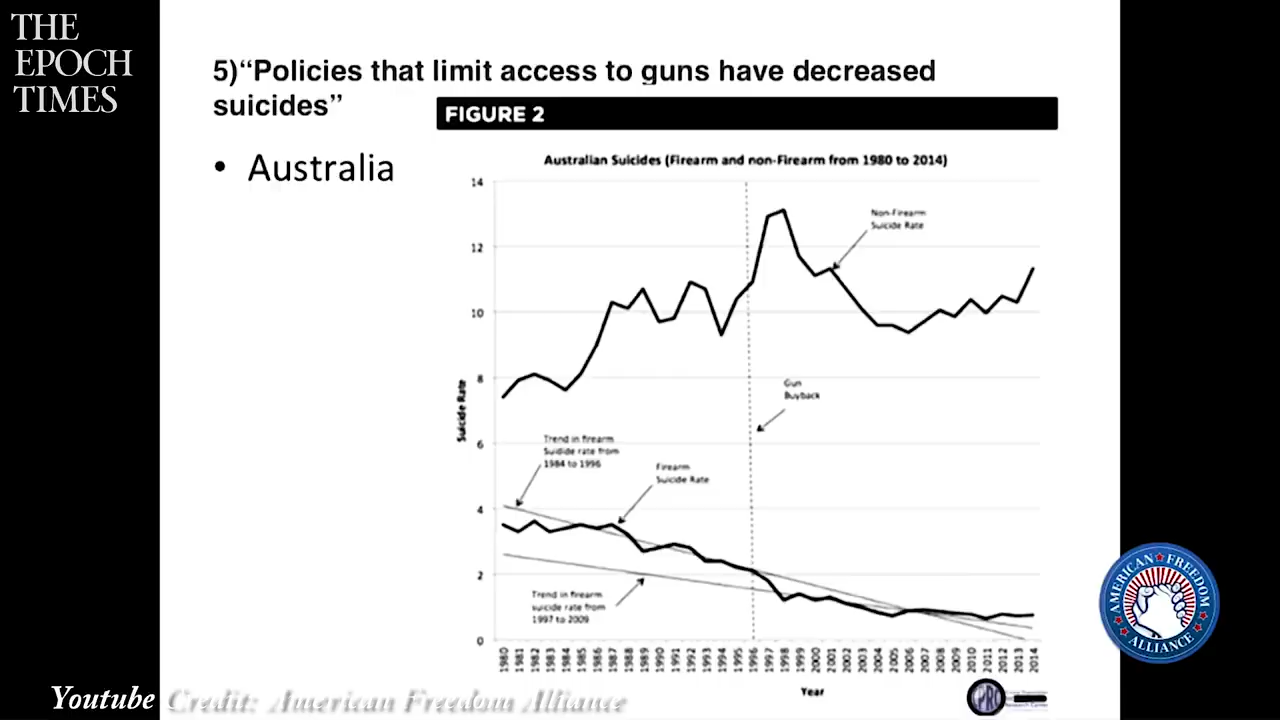 THE
EPOCH
TIMES
5)“Policies that limit access to guns have decreased
suicides”
• Australia
FIGURE 2
Australian Suicides (Firearm and non-Firearm from 1980 to 2014)
14
12
10
8
6
4
2
0
Suicide Rate
Non-Firearm
Suicide Rate
Gun
Buyback
Trend in firearm
Suidide rate from
1984 to 1996
Firearm
Suicide Rate
Trend in firearm
suicide rate from
1997 to 2009
1980 1981 1982 1983 1984 1985 1986 1987 1988 1989 1990 1991 1992 1993 1994 1995 1996 1997 1998 1999 2000 2001 2002 2003 2004 2005 2006 2007 2008 2009 2010 2011 2012 2013 2014
Year
CPRC
Research Center
AMERICAN FREEDOM
ALLIANCE
Youtube Credit: American Freedom Alliance